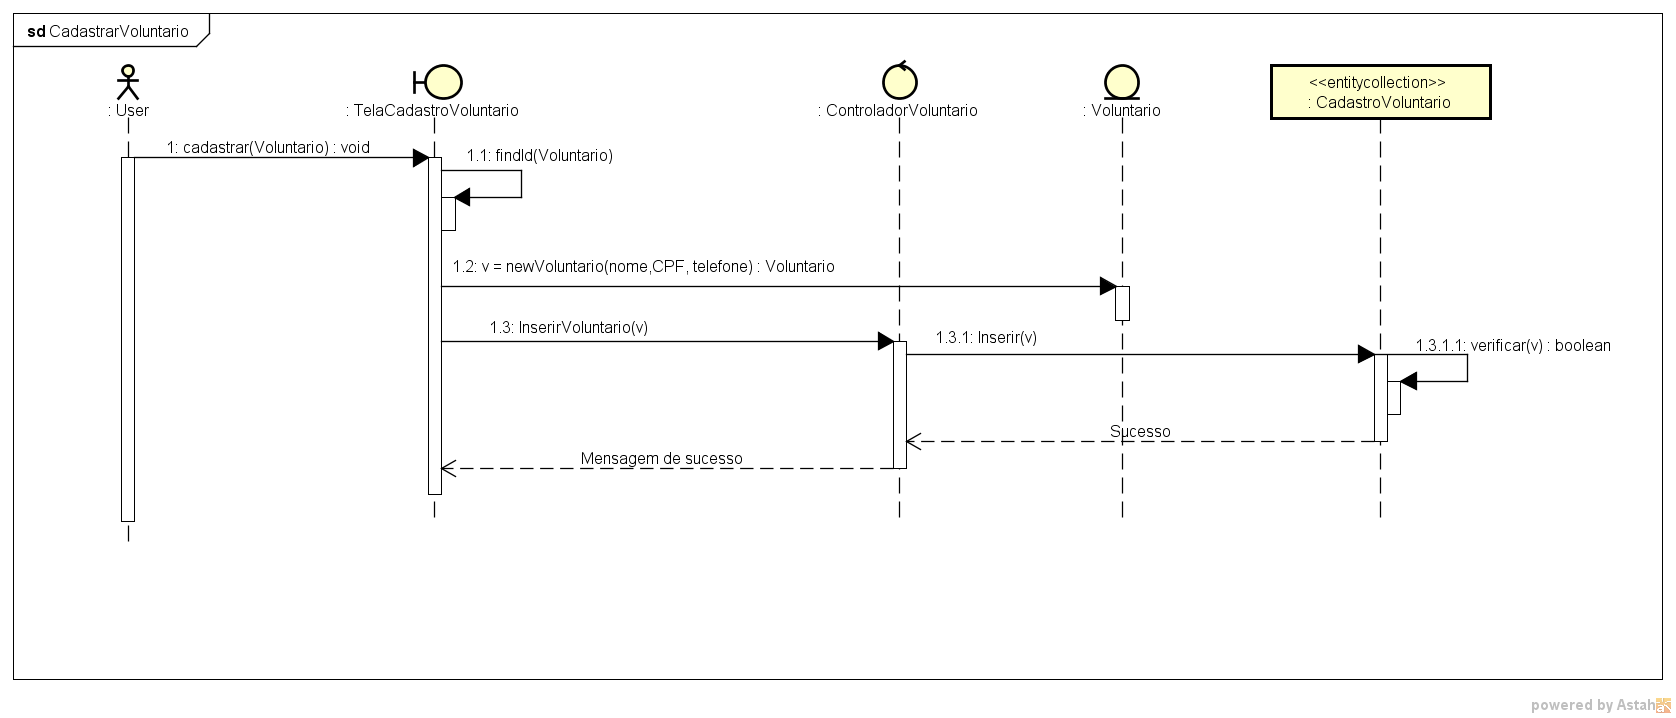 sd CadastrarVoluntario
: User
: TelaCadastroVoluntario
: ControladorVoluntario
: Voluntario
<<entitycollection>>
: CadastroVoluntario
1: cadastrar(Voluntario) : void
1.1: findId(Voluntario)
1.2: v = newVoluntario(nome,CPF, telefone) : Voluntario
1.3: InserirVoluntario(v)
1.3.1: Inserir(v)
1.3.1.1: verificar(v) : boolean
Sucesso
Mensagem de sucesso
powered by Astah